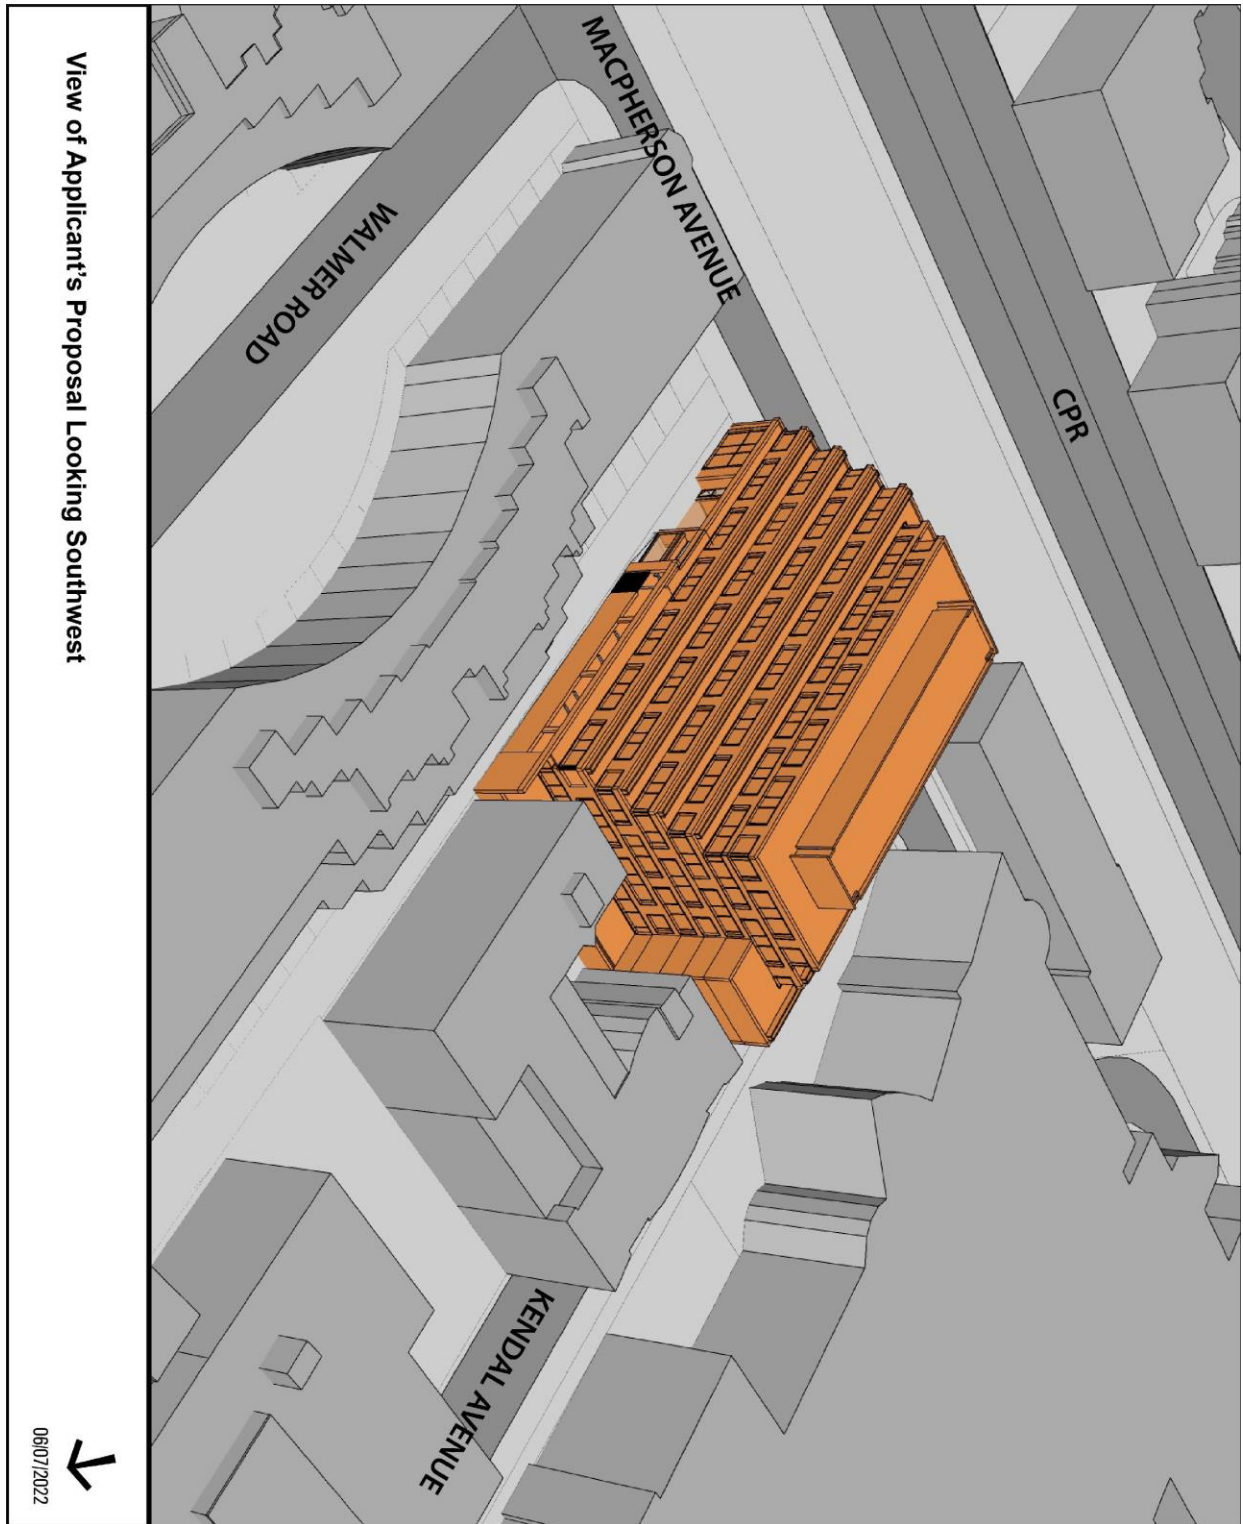 CPR
MACPHERSON AVENUE
WALMER ROAD
KENDAL AVENUE
View of Applicant's Proposal Looking Southwest
06/07/2022